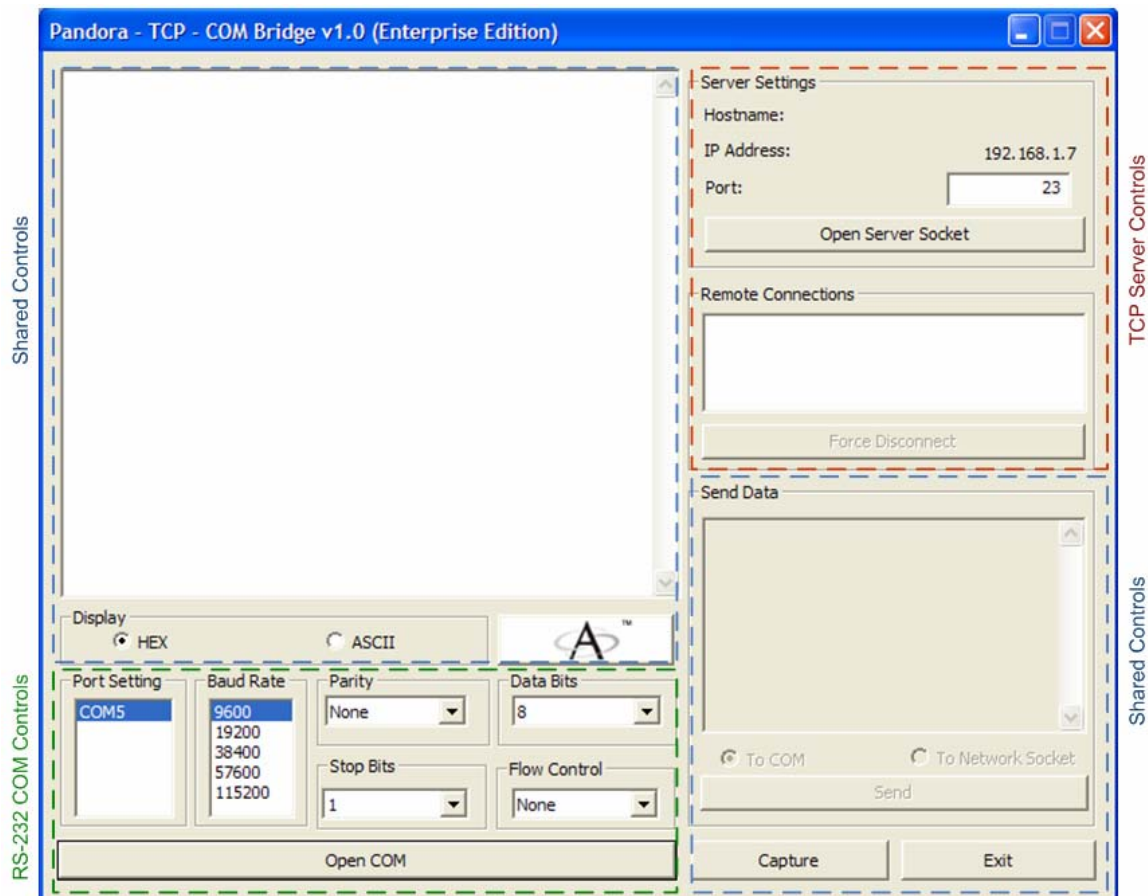 Pandora - TCP - COM Bridge v1.0 (Enterprise Edition)
Shared Controls
Display
HEX
ASCII
A™
RS-232 COM Controls
Port Setting
COM5
Baud Rate
9600
19200
38400
57600
115200
Parity
None
Data Bits
8
Stop Bits
1
Flow Control
None
Open COM
TCP Server Controls
Server Settings
Hostname:
IP Address: 192.168.1.7
Port: 23
Open Server Socket
Remote Connections
Force Disconnect
Shared Controls
Send Data
To COM
To Network Socket
Send
Capture
Exit